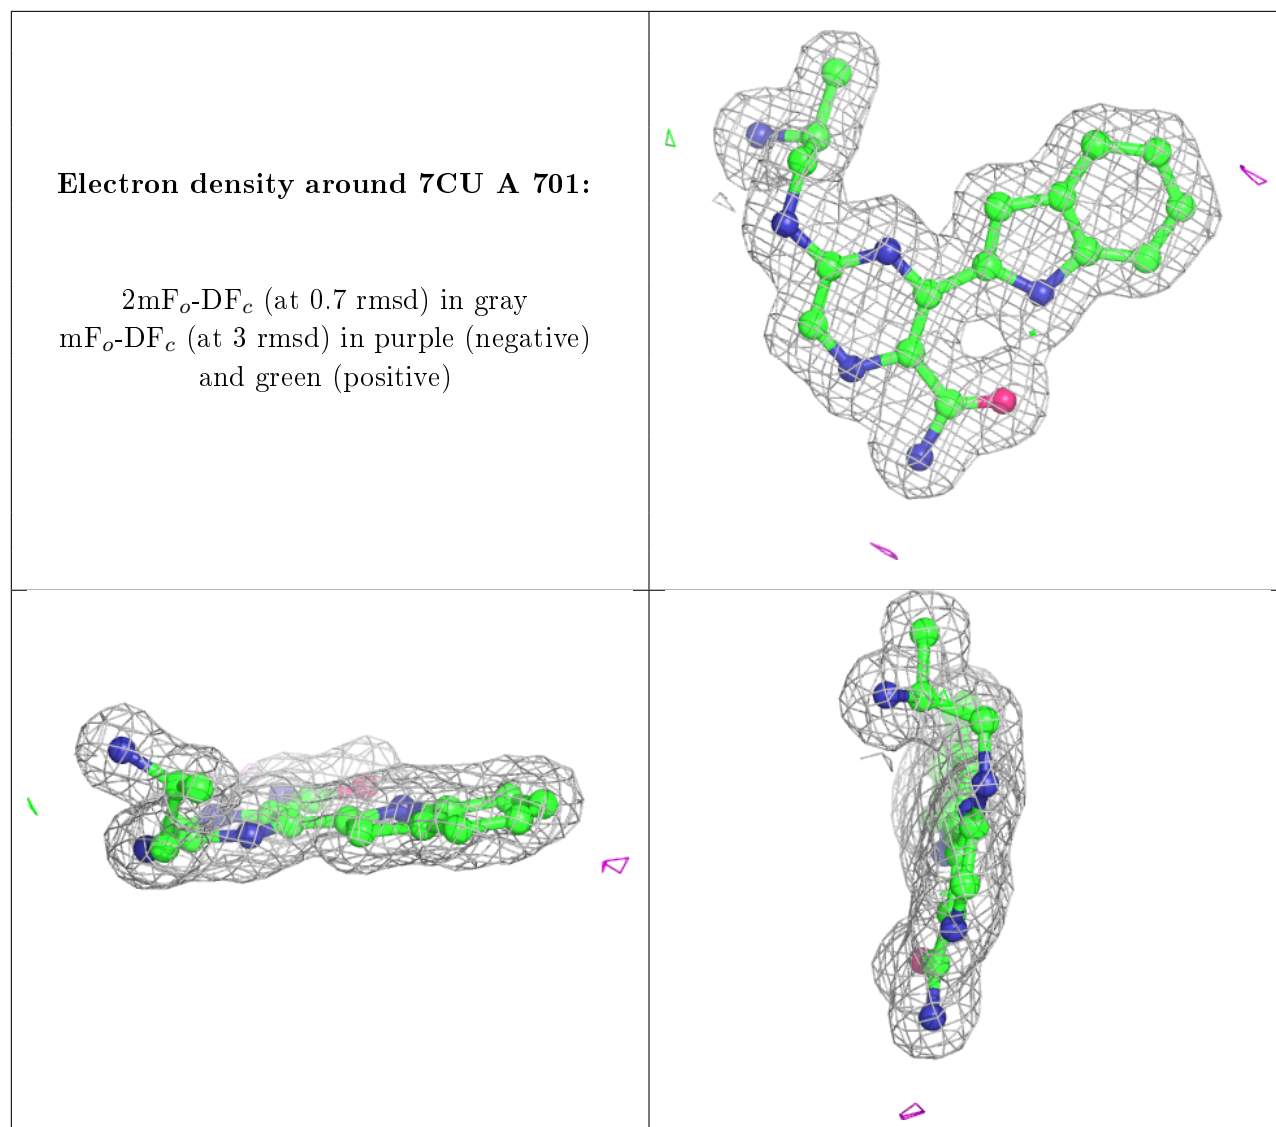 Electron density around 7CU A 701:
2mFo-DFc (at 0.7 rmsd) in gray
mFo-DFc (at 3 rmsd) in purple (negative)
and green (positive)